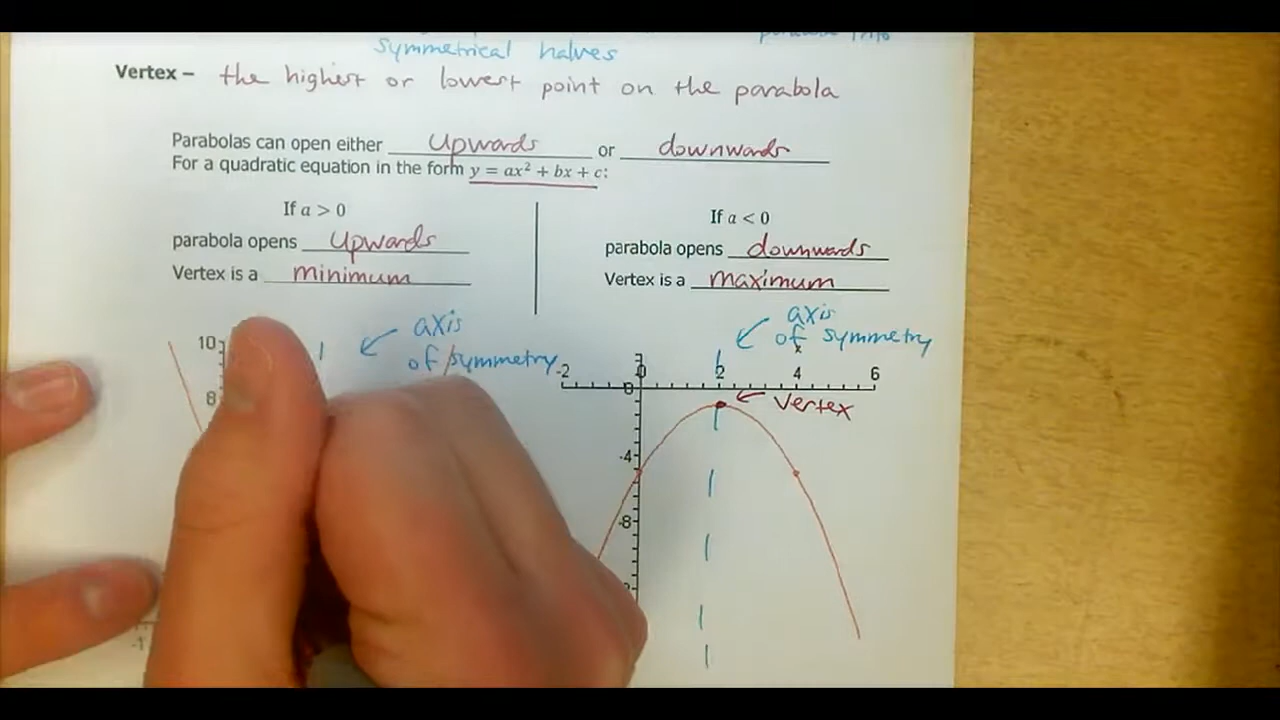 symmetrical halves
Vertex – the highest or lowest point on the parabola
Parabolas can open either upwards or downwards
For a quadratic equation in the form y = ax² + bx + c:
If a > 0
parabola opens upwards
Vertex is a minimum
If a < 0
parabola opens downwards
Vertex is a maximum
axis
of symmetry
10
8
axis
of symmetry
x
-2 0 2 4 6
0
vertex
-4
-8